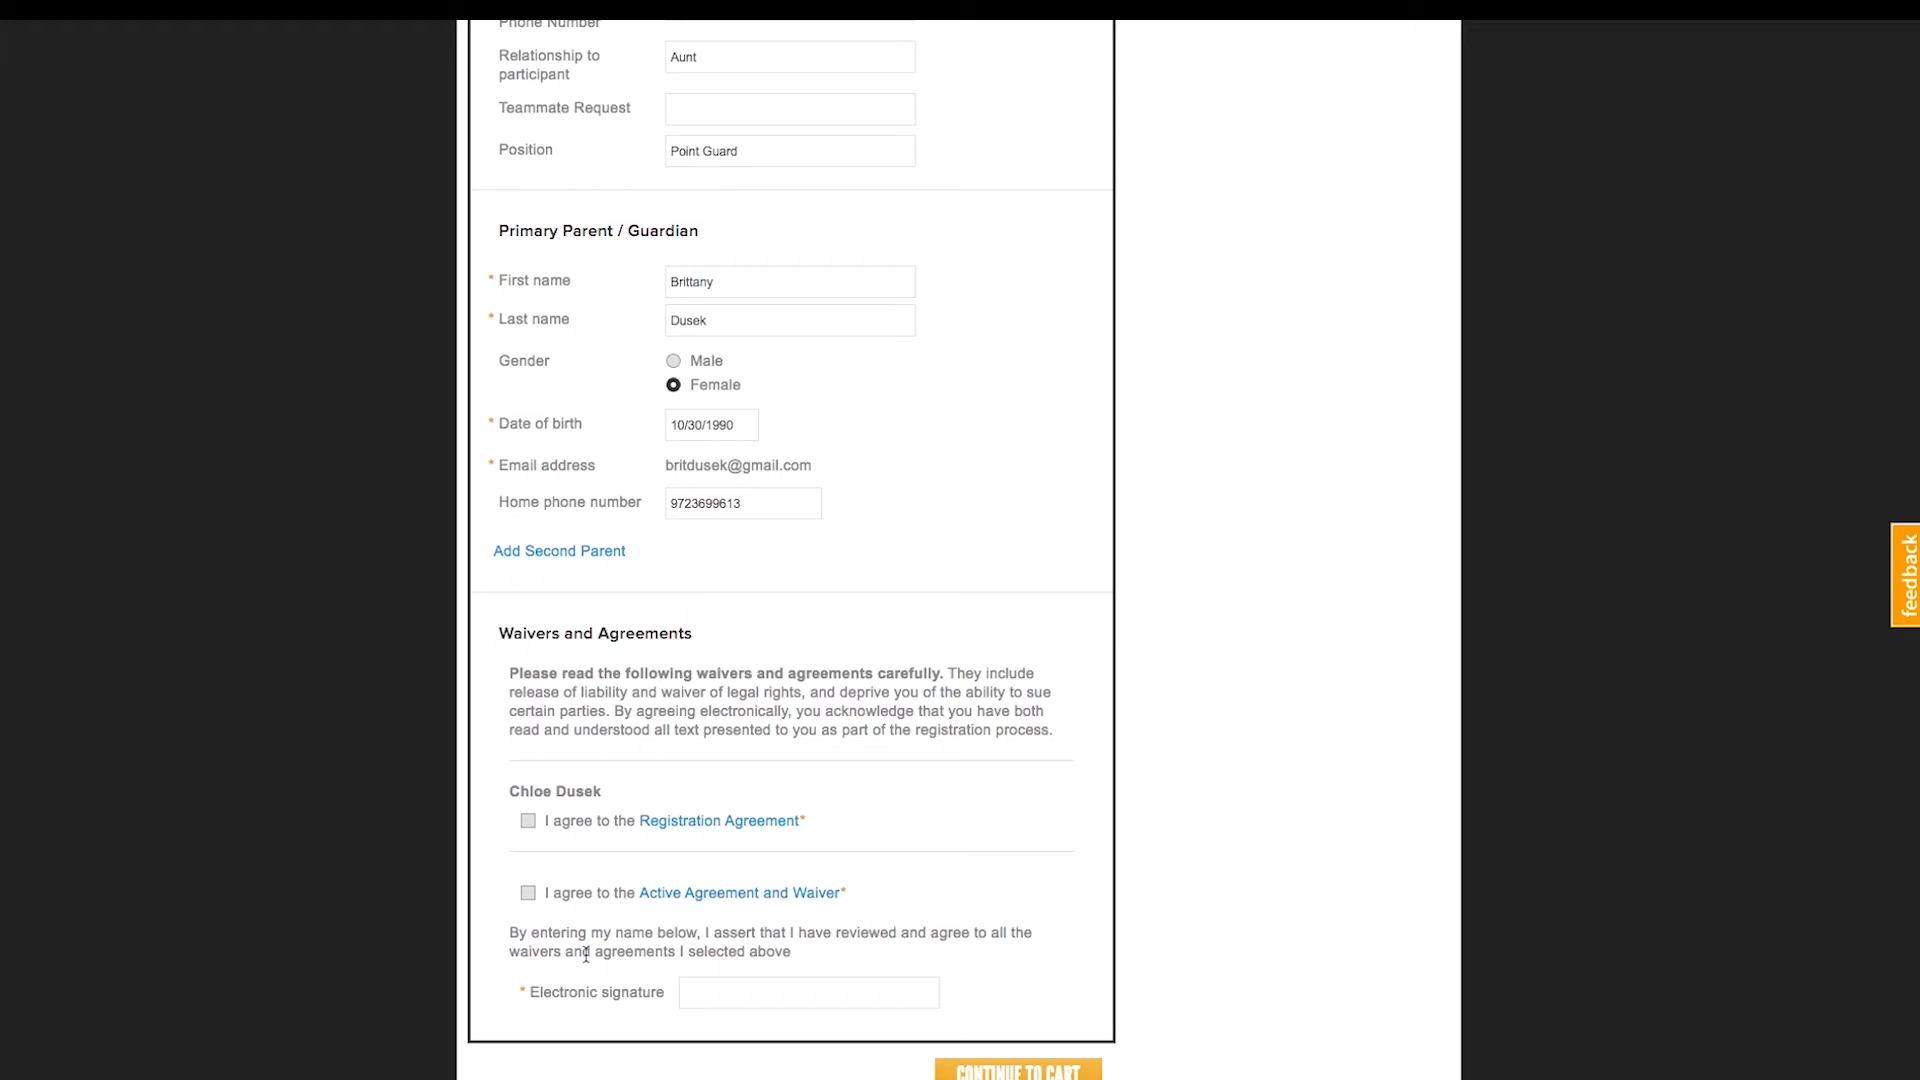 Phone Number
Relationship to
participant
Aunt
Teammate Request
Position
Point Guard
Primary Parent / Guardian
* First name
Brittany
* Last name
Dusek
Gender
Male
Female
* Date of birth
10/30/1990
* Email address
britdusek@gmail.com
Home phone number
9723699613
Add Second Parent
Waivers and Agreements
Please read the following waivers and agreements carefully. They include
release of liability and waiver of legal rights, and deprive you of the ability to sue
certain parties. By agreeing electronically, you acknowledge that you have both
read and understood all text presented to you as part of the registration process.
Chloe Dusek
I agree to the Registration Agreement*
I agree to the Active Agreement and Waiver*
By entering my name below, I assert that I have reviewed and agree to all the
waivers and agreements I selected above
* Electronic signature
CONTINUE TO CART
feedback